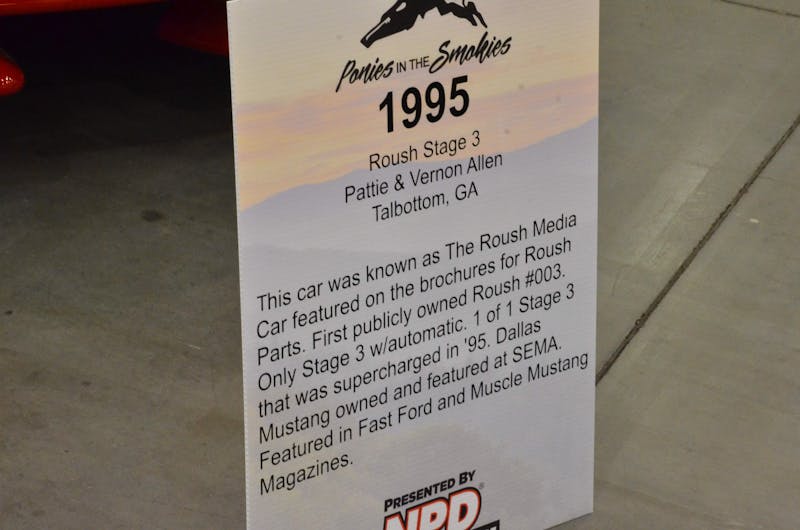 Ponies IN THE Smokies
1995
Roush Stage 3
Pattie & Vernon Allen
Talbottom, GA
This car was known as The Roush Media
Car featured on the brochures for Roush
Parts. First publicly owned Roush #003.
Only Stage 3 w/automatic. 1 of 1 Stage 3
that was supercharged in '95. Dallas
Mustang owned and featured at SEMA.
Featured in Fast Ford and Muscle Mustang
Magazines.
PRESENTED BY
NPD